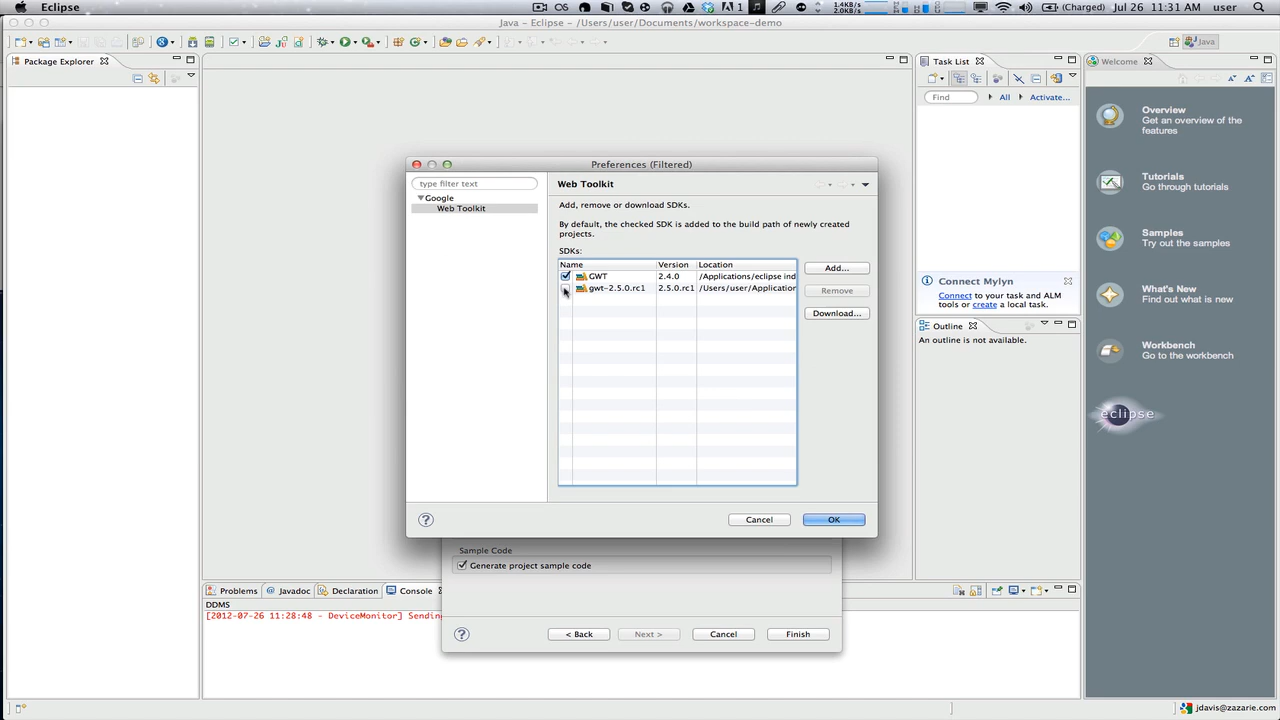 Eclipse
1
1.4KB/s
2.0KB/s
(Charged)
Jul 26
11:31 AM
user
Java - Eclipse - /Users/user/Documents/workspace-demo
Java
Package Explorer
Task List
Find
All
Activate...
Connect Mylyn
Connect to your task and ALM
tools or create a local task.
Outline
An outline is not available.
Welcome
Overview
Get an overview of the
features
Tutorials
Go through tutorials
Samples
Try out the samples
What's New
Find out what is new
Workbench
Go to the workbench
eclipse
Preferences (Filtered)
type filter text
Google
Web Toolkit
Web Toolkit
Add, remove or download SDKs.
By default, the checked SDK is added to the build path of newly created
projects.
SDKs:
Name Version Location
GWT 2.4.0 /Applications/eclipse ind
gwt-2.5.0.rc1 2.5.0.rc1 /Users/user/Application
Add...
Remove
Download...
Cancel
OK
Sample Code
Generate project sample code
< Back
Next >
Cancel
Finish
Problems
Javadoc
Declaration
Console
DDMS
[2012-07-26 11:28:48 - DeviceMonitor] Sending
jdavis@zazarie.com